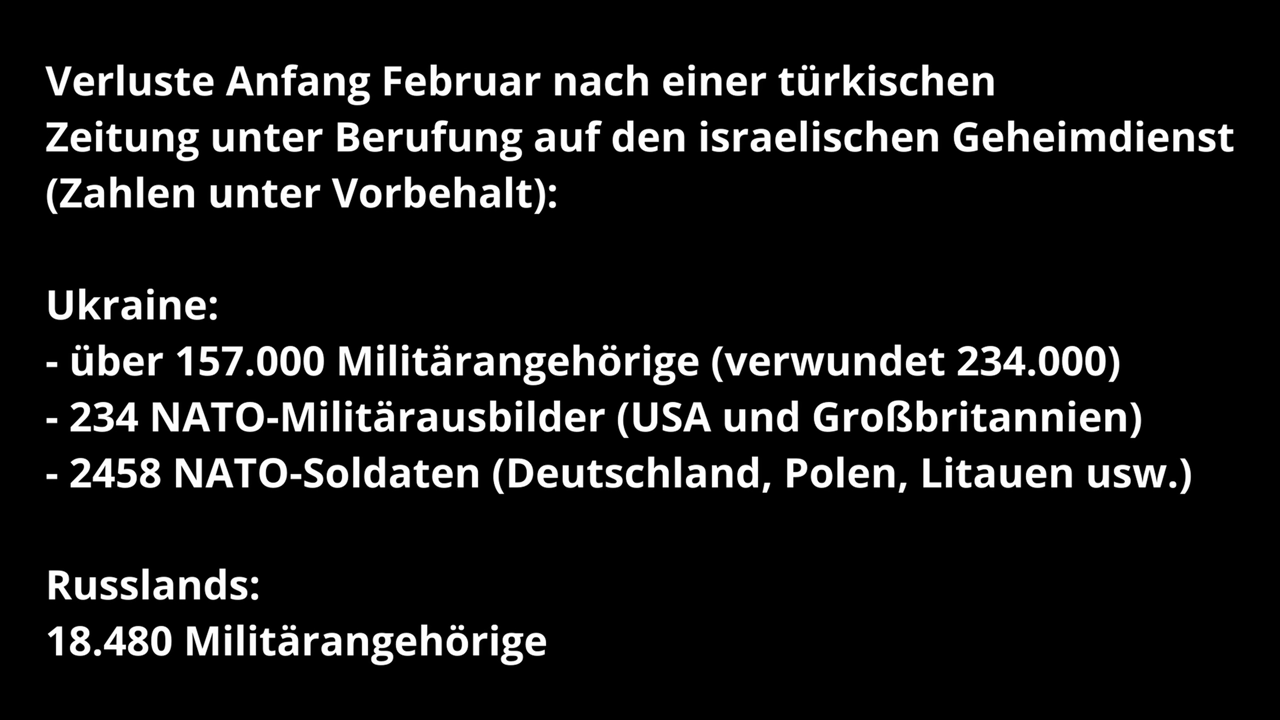 Verluste Anfang Februar nach einer türkischen
Zeitung unter Berufung auf den israelischen Geheimdienst
(Zahlen unter Vorbehalt):
Ukraine:
- über 157.000 Militärangehörige (verwundet 234.000)
- 234 NATO-Militärausbilder (USA und Großbritannien)
- 2458 NATO-Soldaten (Deutschland, Polen, Litauen usw.)
Russlands:
18.480 Militärangehörige